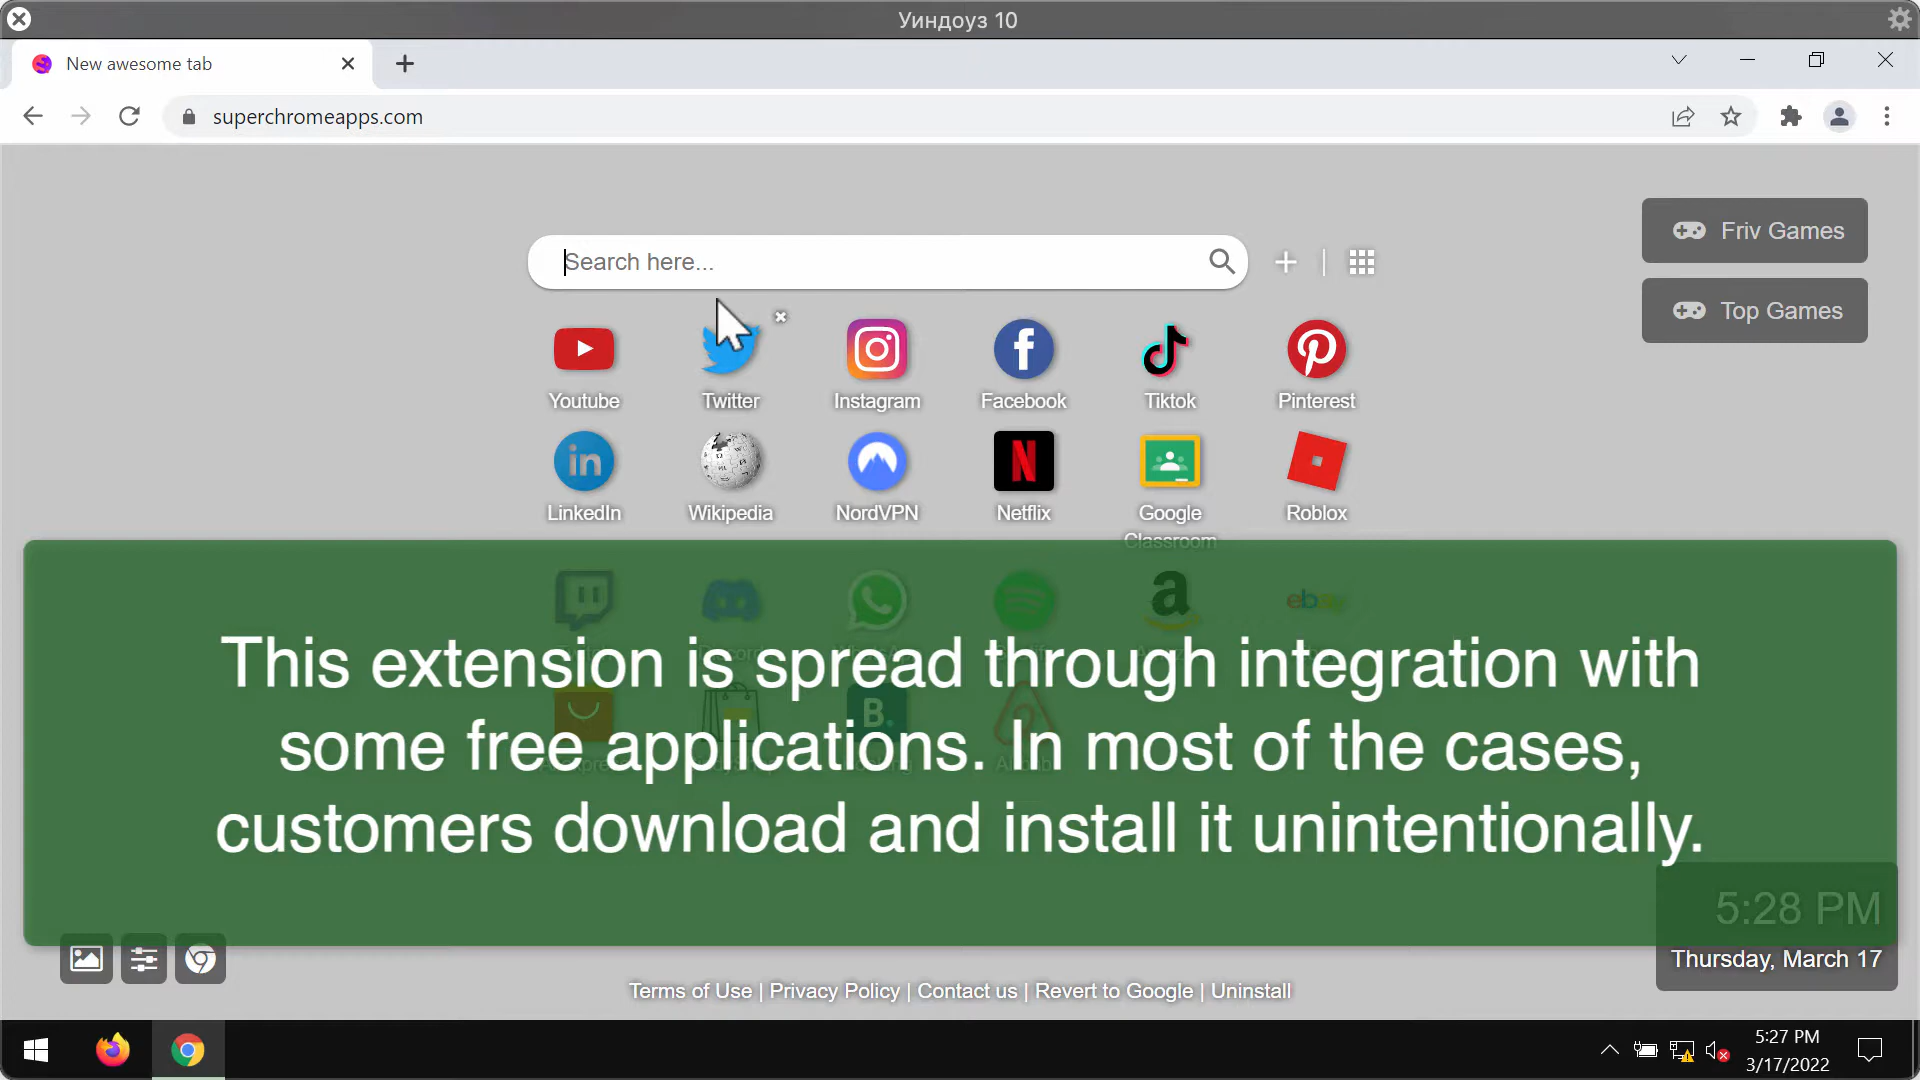 Уиндоуз 10
New awesome tab
superchromeapps.com
Search here...
Friv Games
Top Games
Youtube
Twitter
Instagram
Facebook
Tiktok
Pinterest
LinkedIn
Wikipedia
NordVPN
Netflix
Google
Classroom
Roblox
ebay
This extension is spread through integration with
some free applications. In most of the cases,
customers download and install it unintentionally.
5:28 PM
Thursday, March 17
Terms of Use | Privacy Policy | Contact us | Revert to Google | Uninstall
5:27 PM
3/17/2022